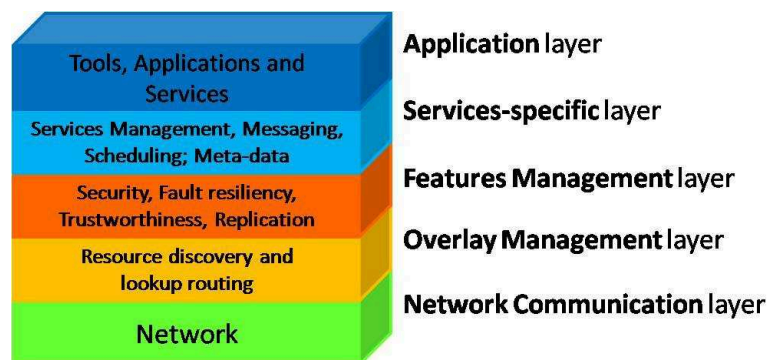 Tools, Applications and
Services
Application layer
Services Management, Messaging,
Scheduling; Meta-data
Services-specific layer
Security, Fault resiliency,
Trustworthiness, Replication
Features Management layer
Resource discovery and
lookup routing
Overlay Management layer
Network
Network Communication layer